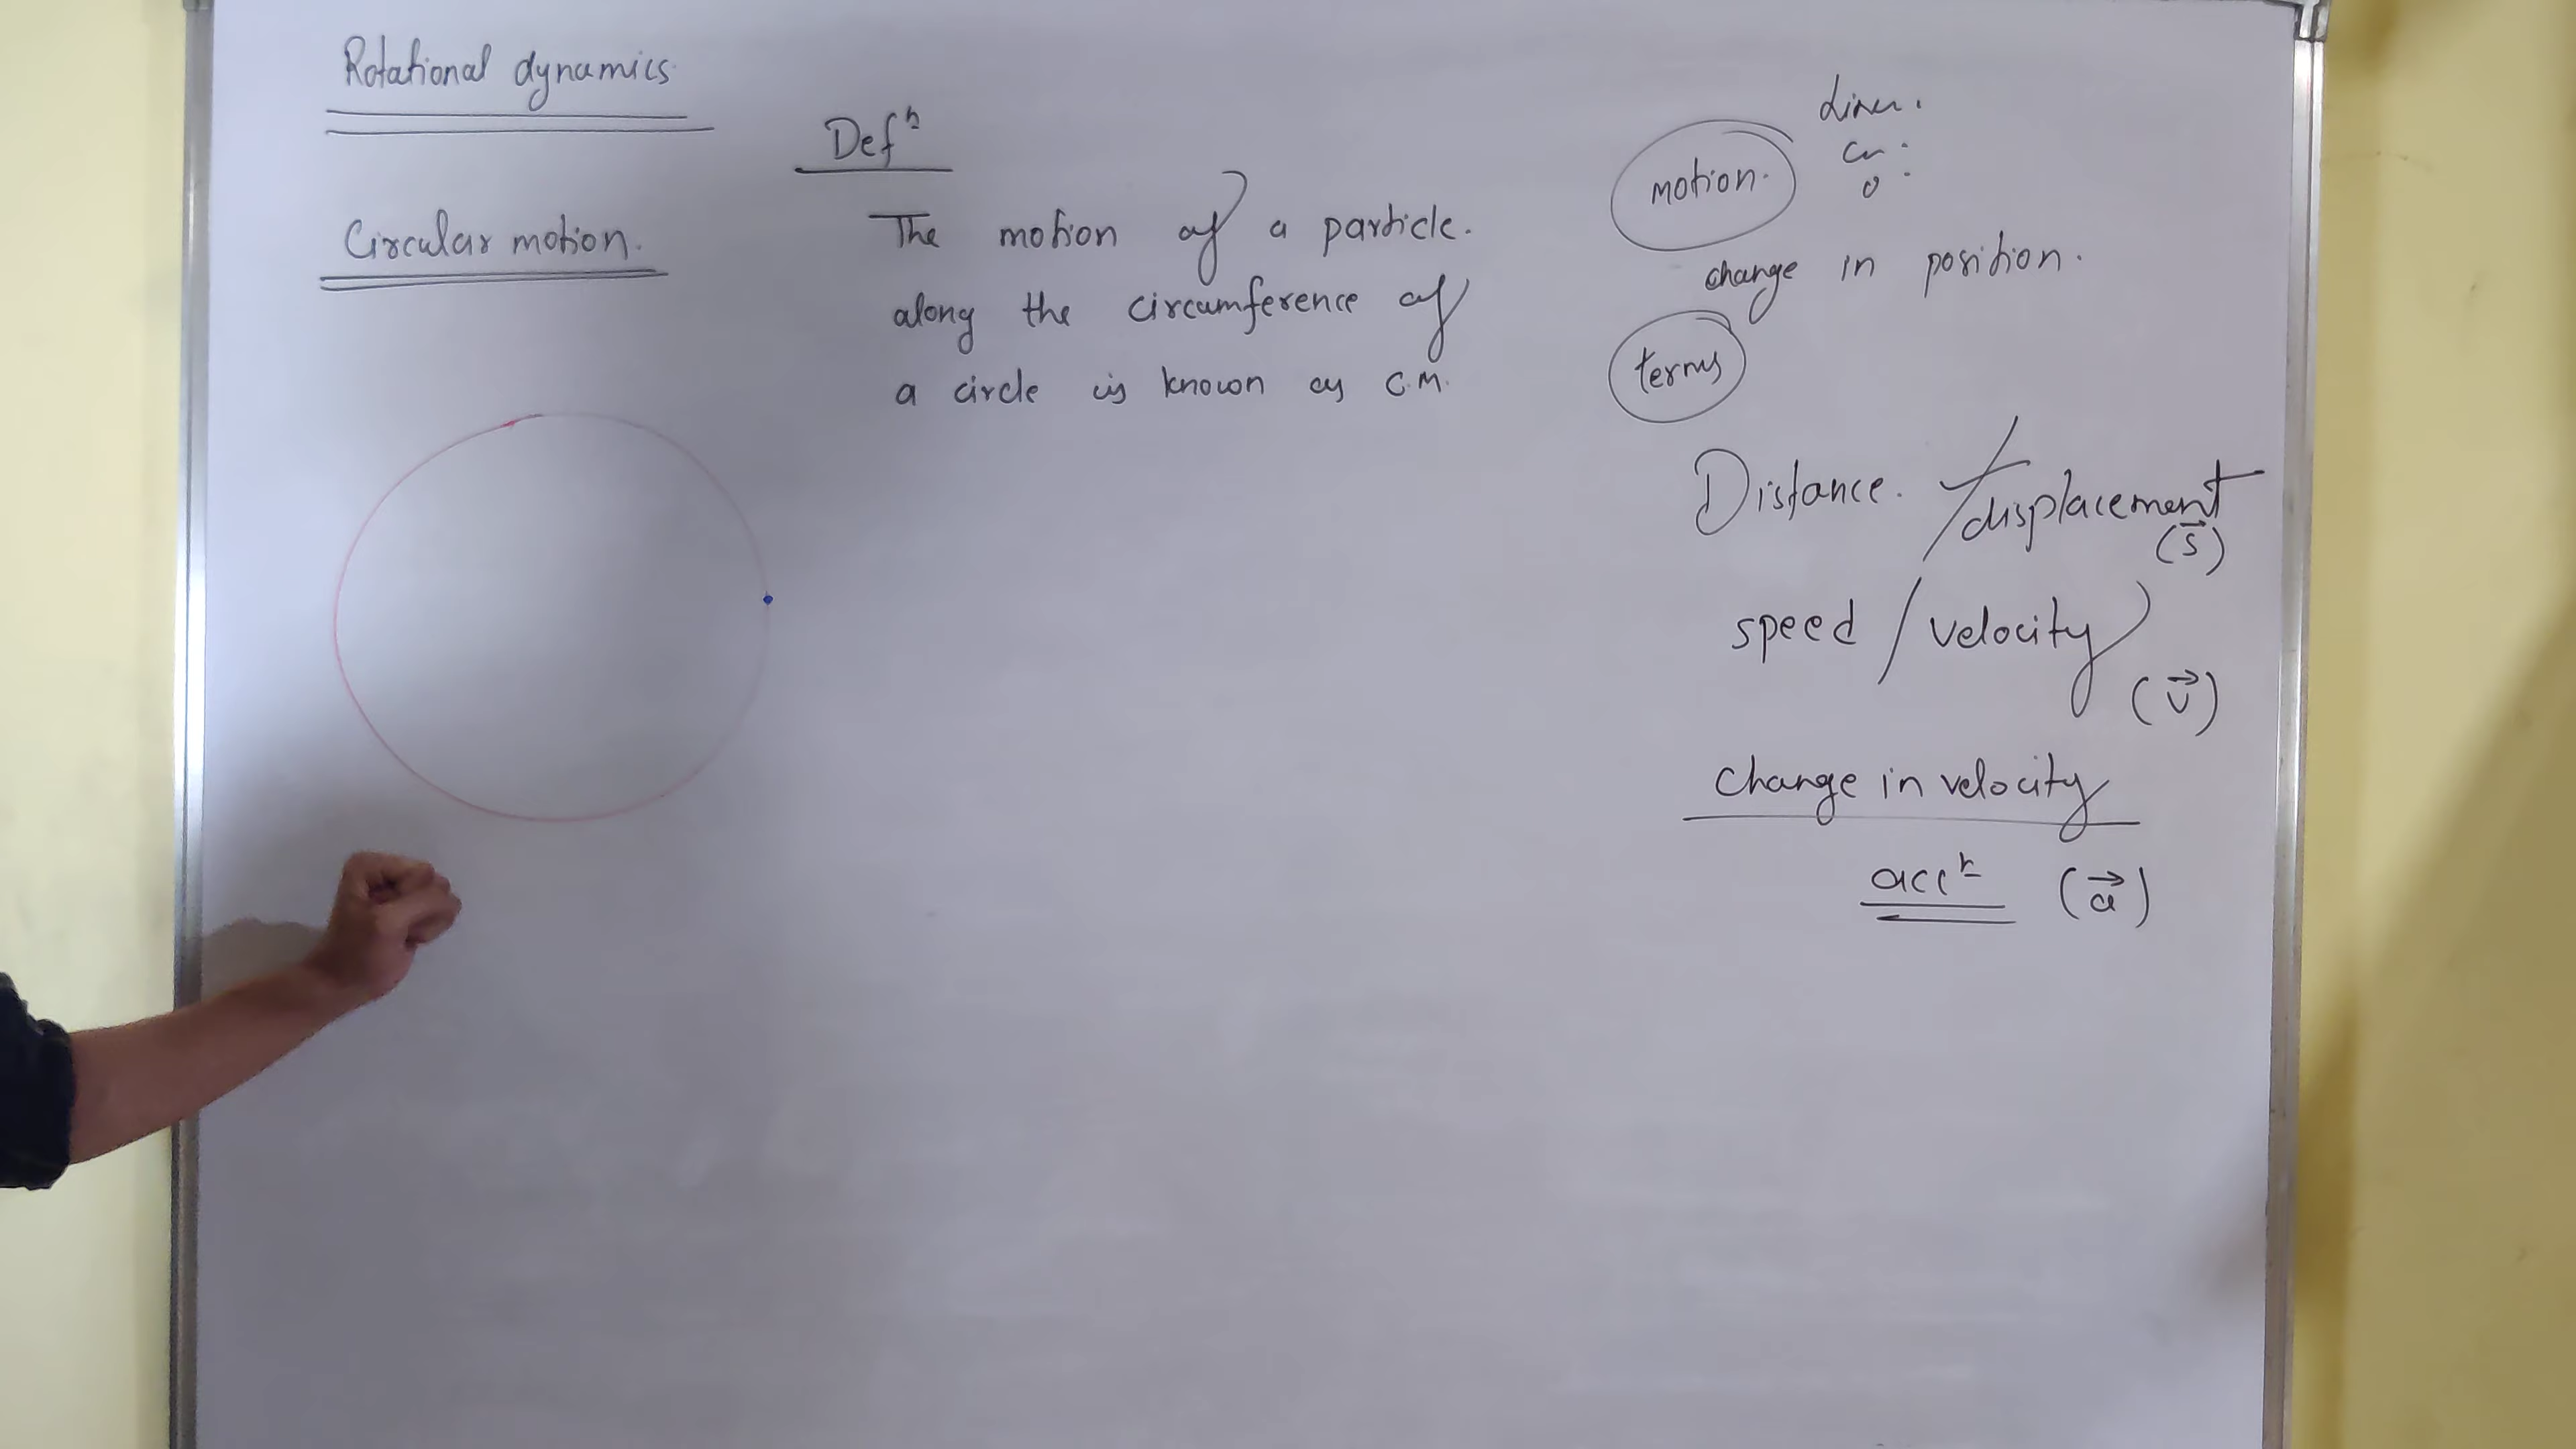 Rotational dynamics
Circular motion.
Defⁿ
The motion of a particle.
along the circumference of
a circle is known as C.M.
motion.
change in position.
terms
Distance. / displacement
(s⃗)
speed / velocity
(v⃗)
Change in velocity
accⁿ (a⃗)